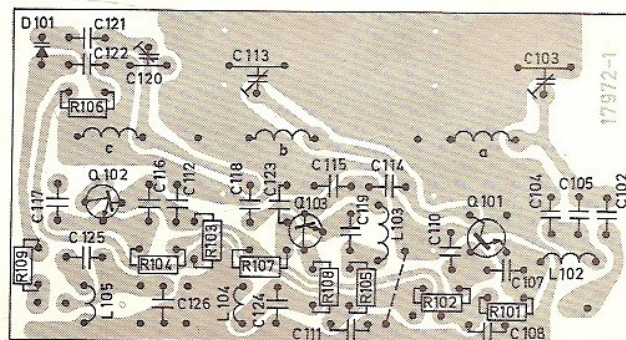 D101
C121
C122
C120
C113
C103
17972-1
R106
c
b
a
C117
Q102
C116
C112
C118
C123
C115
C114
Q103
C119
L103
C110
Q101
C104
C105
C102
R109
C125
R104
R103
R107
R108
R105
C107
L102
L105
C126
L104
C124
C111
R102
R101
C108